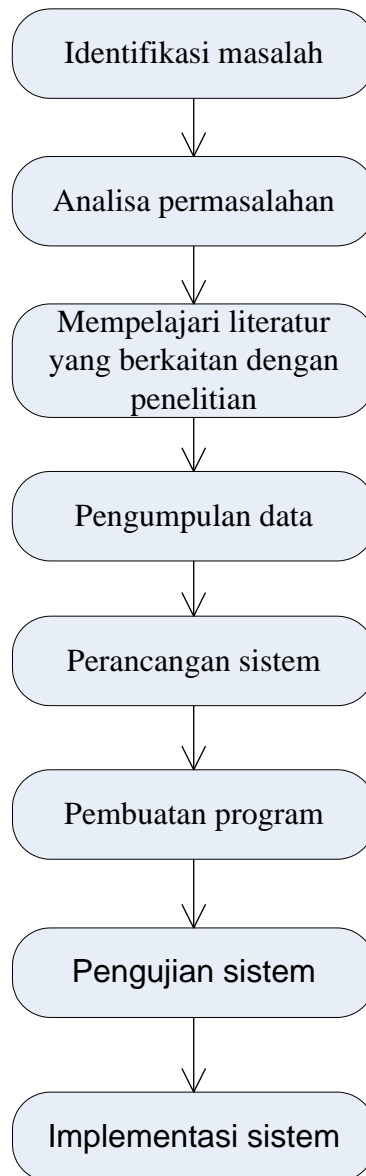 Identifikasi masalah
Analisa permasalahan
Mempelajari literatur
yang berkaitan dengan
penelitian
Pengumpulan data
Perancangan sistem
Pembuatan program
Pengujian sistem
Implementasi sistem